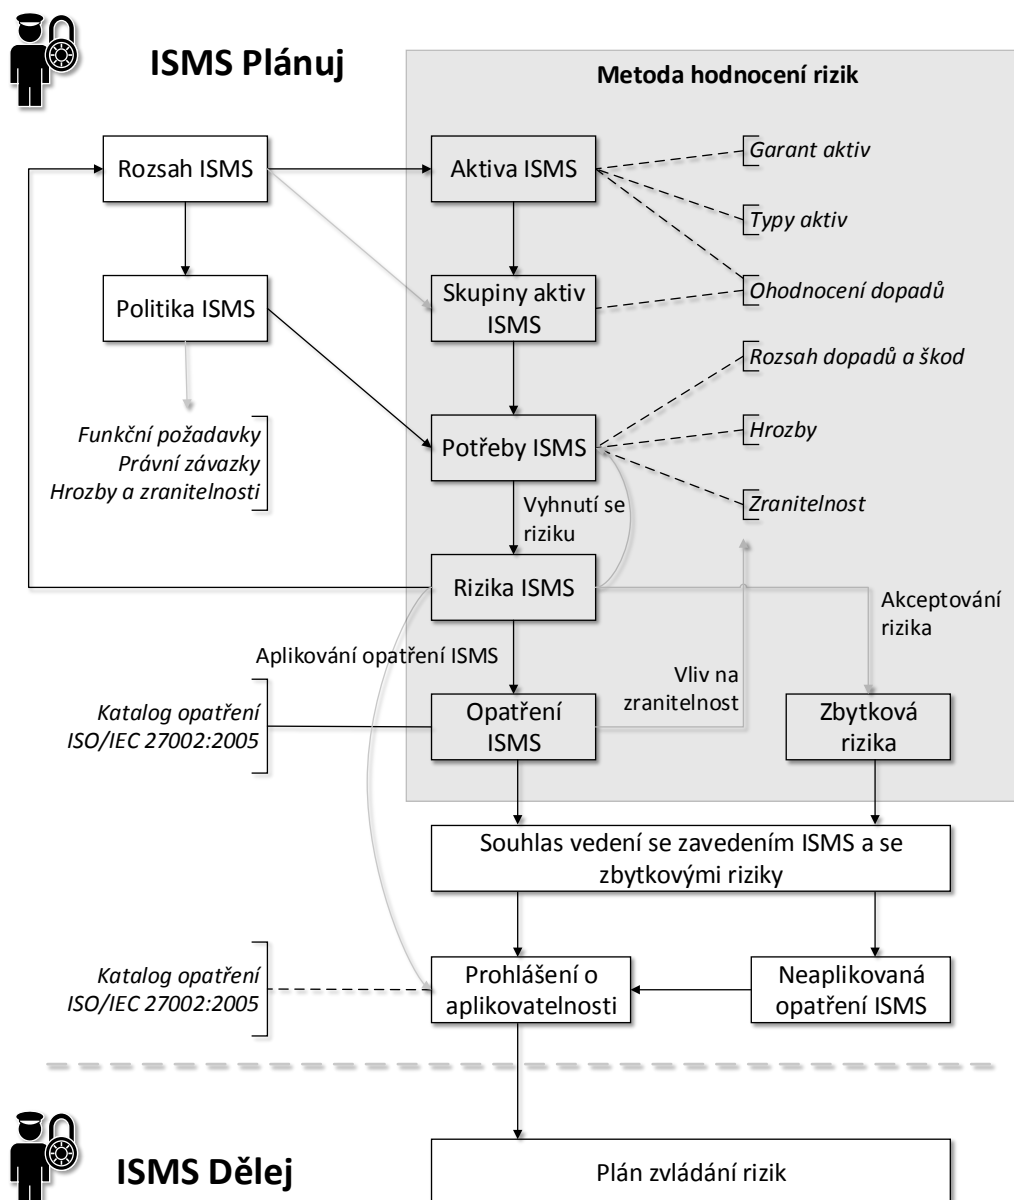 ISMS Plánuj
Metoda hodnocení rizik
Rozsah ISMS
Aktiva ISMS
Garant aktiv
Typy aktiv
Politika ISMS
Skupiny aktiv
ISMS
Ohodnocení dopadů
Rozsah dopadů a škod
Funkční požadavky
Právní závazky
Hrozby a zranitelnosti
Potřeby ISMS
Hrozby
Zranitelnost
Vyhnutí se
riziku
Rizika ISMS
Akceptování
rizika
Aplikování opatření ISMS
Vliv na
zranitelnost
Katalog opatření
ISO/IEC 27002:2005
Opatření
ISMS
Zbytková
rizika
Souhlas vedení se zavedením ISMS a se
zbytkovými riziky
Katalog opatření
ISO/IEC 27002:2005
Prohlášení o
aplikovatelnosti
Neaplikovaná
opatření ISMS
ISMS Dělej
Plán zvládání rizik